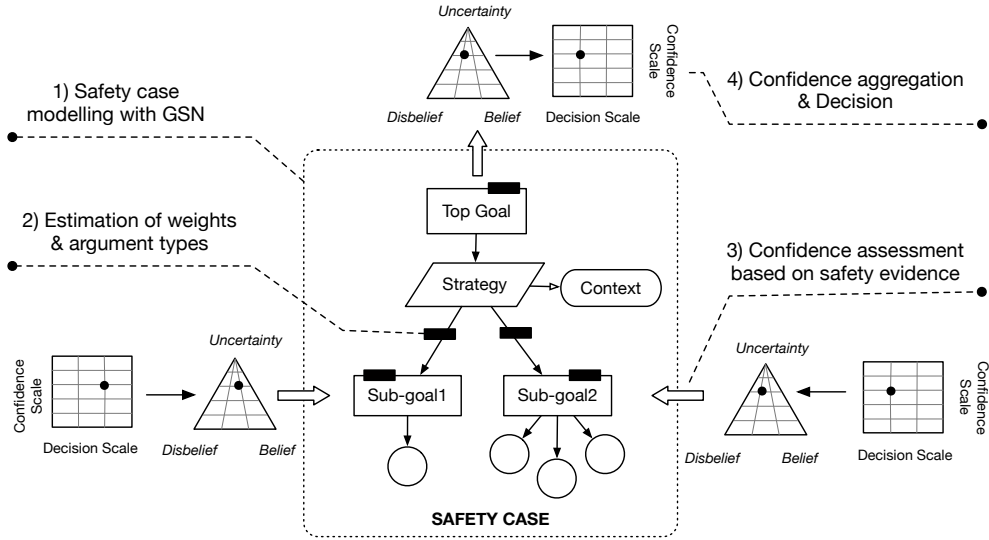 Uncertainty
Confidence
Scale
Disbelief
Belief
Decision Scale
1) Safety case
modelling with GSN
4) Confidence aggregation
& Decision
2) Estimation of weights
& argument types
Top Goal
Strategy
Context
3) Confidence assessment
based on safety evidence
Confidence
Scale
Decision Scale
Uncertainty
Disbelief
Belief
Sub-goal1
Sub-goal2
Uncertainty
Disbelief
Belief
Decision Scale
Confidence
Scale
SAFETY CASE